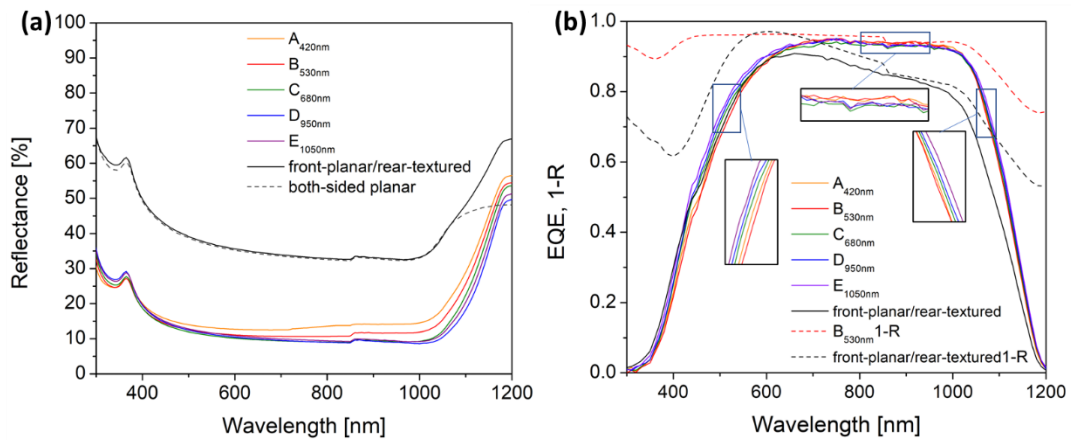 (a)
100
90
80
70
60
50
40
30
20
10
0
Reflectance [%]
400
600
800
1000
1200
Wavelength [nm]
A420nm
B530nm
C680nm
D950nm
E1050nm
front-planar/rear-textured
both-sided planar
(b)
1.0
0.8
0.6
0.4
0.2
0.0
EQE, 1-R
400
600
800
1000
1200
Wavelength [nm]
A420nm
B530nm
C680nm
D950nm
E1050nm
front-planar/rear-textured
B530nm1-R
front-planar/rear-textured1-R